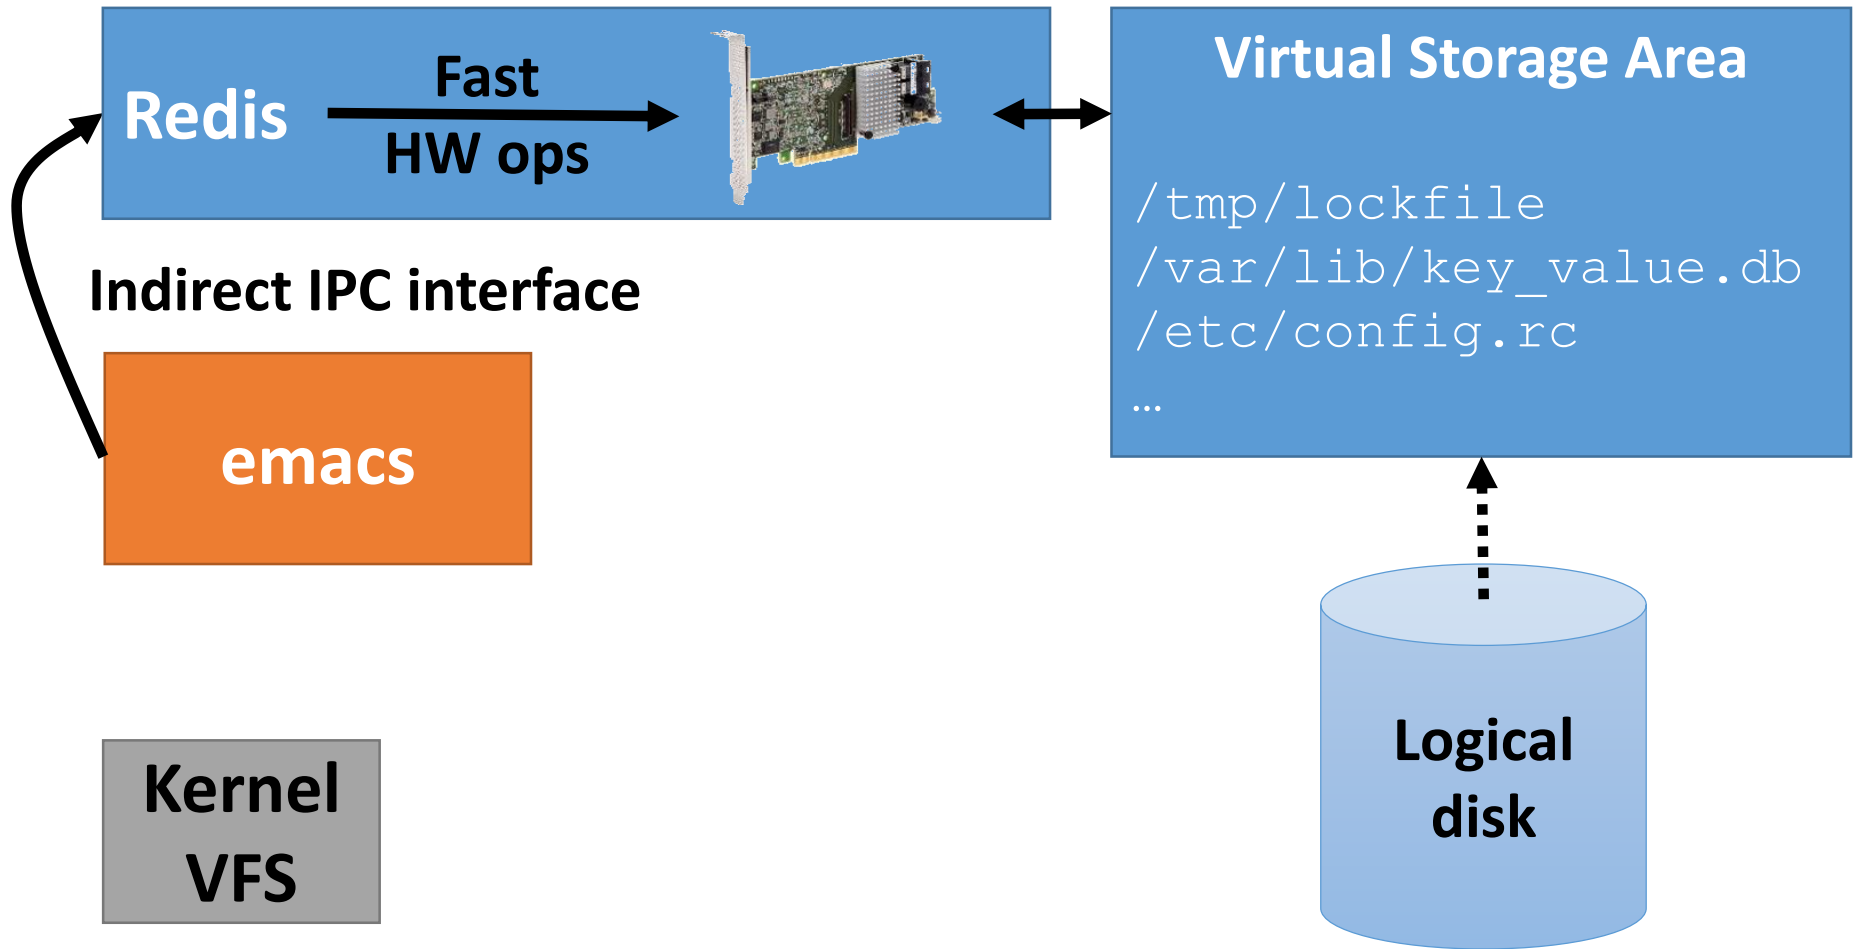 Redis
Fast
HW ops
Virtual Storage Area
/tmp/lockfile
/var/lib/key_value.db
/etc/config.rc
…
Indirect IPC interface
emacs
Kernel
VFS
Logical
disk